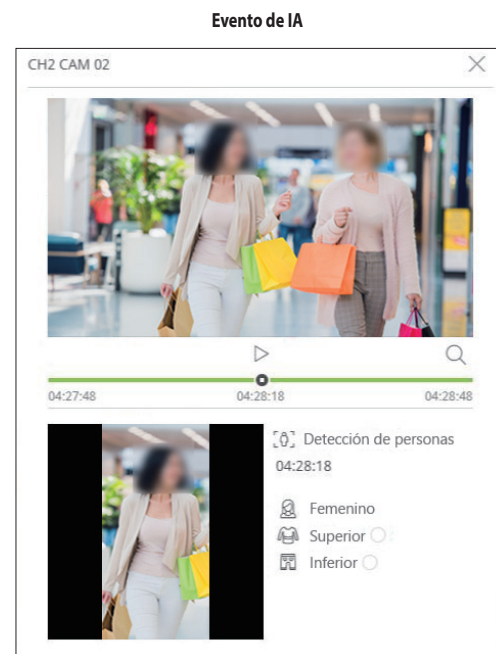 Evento de IA
CH2 CAM 02
04:27:48 04:28:18 04:28:48
Detección de personas
04:28:18
Femenino
Superior
Inferior